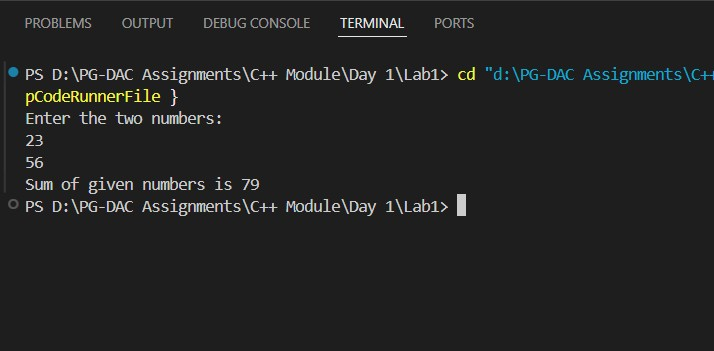 PROBLEMS OUTPUT DEBUG CONSOLE TERMINAL PORTS
PS D:\PG-DAC Assignments\C++ Module\Day 1\Lab1> cd "d:\PG-DAC Assignments\C++
pCodeRunnerFile }
Enter the two numbers:
23
56
Sum of given numbers is 79
PS D:\PG-DAC Assignments\C++ Module\Day 1\Lab1>